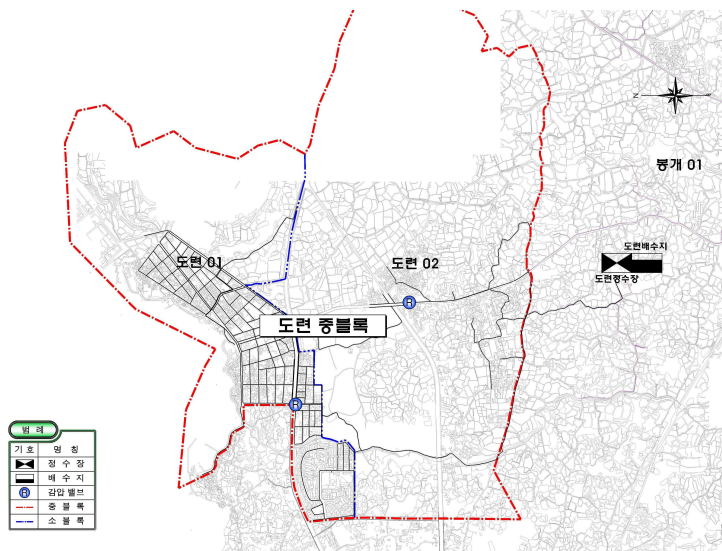 N
봉개 01
도련배수지
도련 01
도련 02
도련정수장
R
도련 중블록
R
범 례
기 호 명 칭
정 수 장
배 수 지
R 감압 밸브
중 블 록
소 블 록